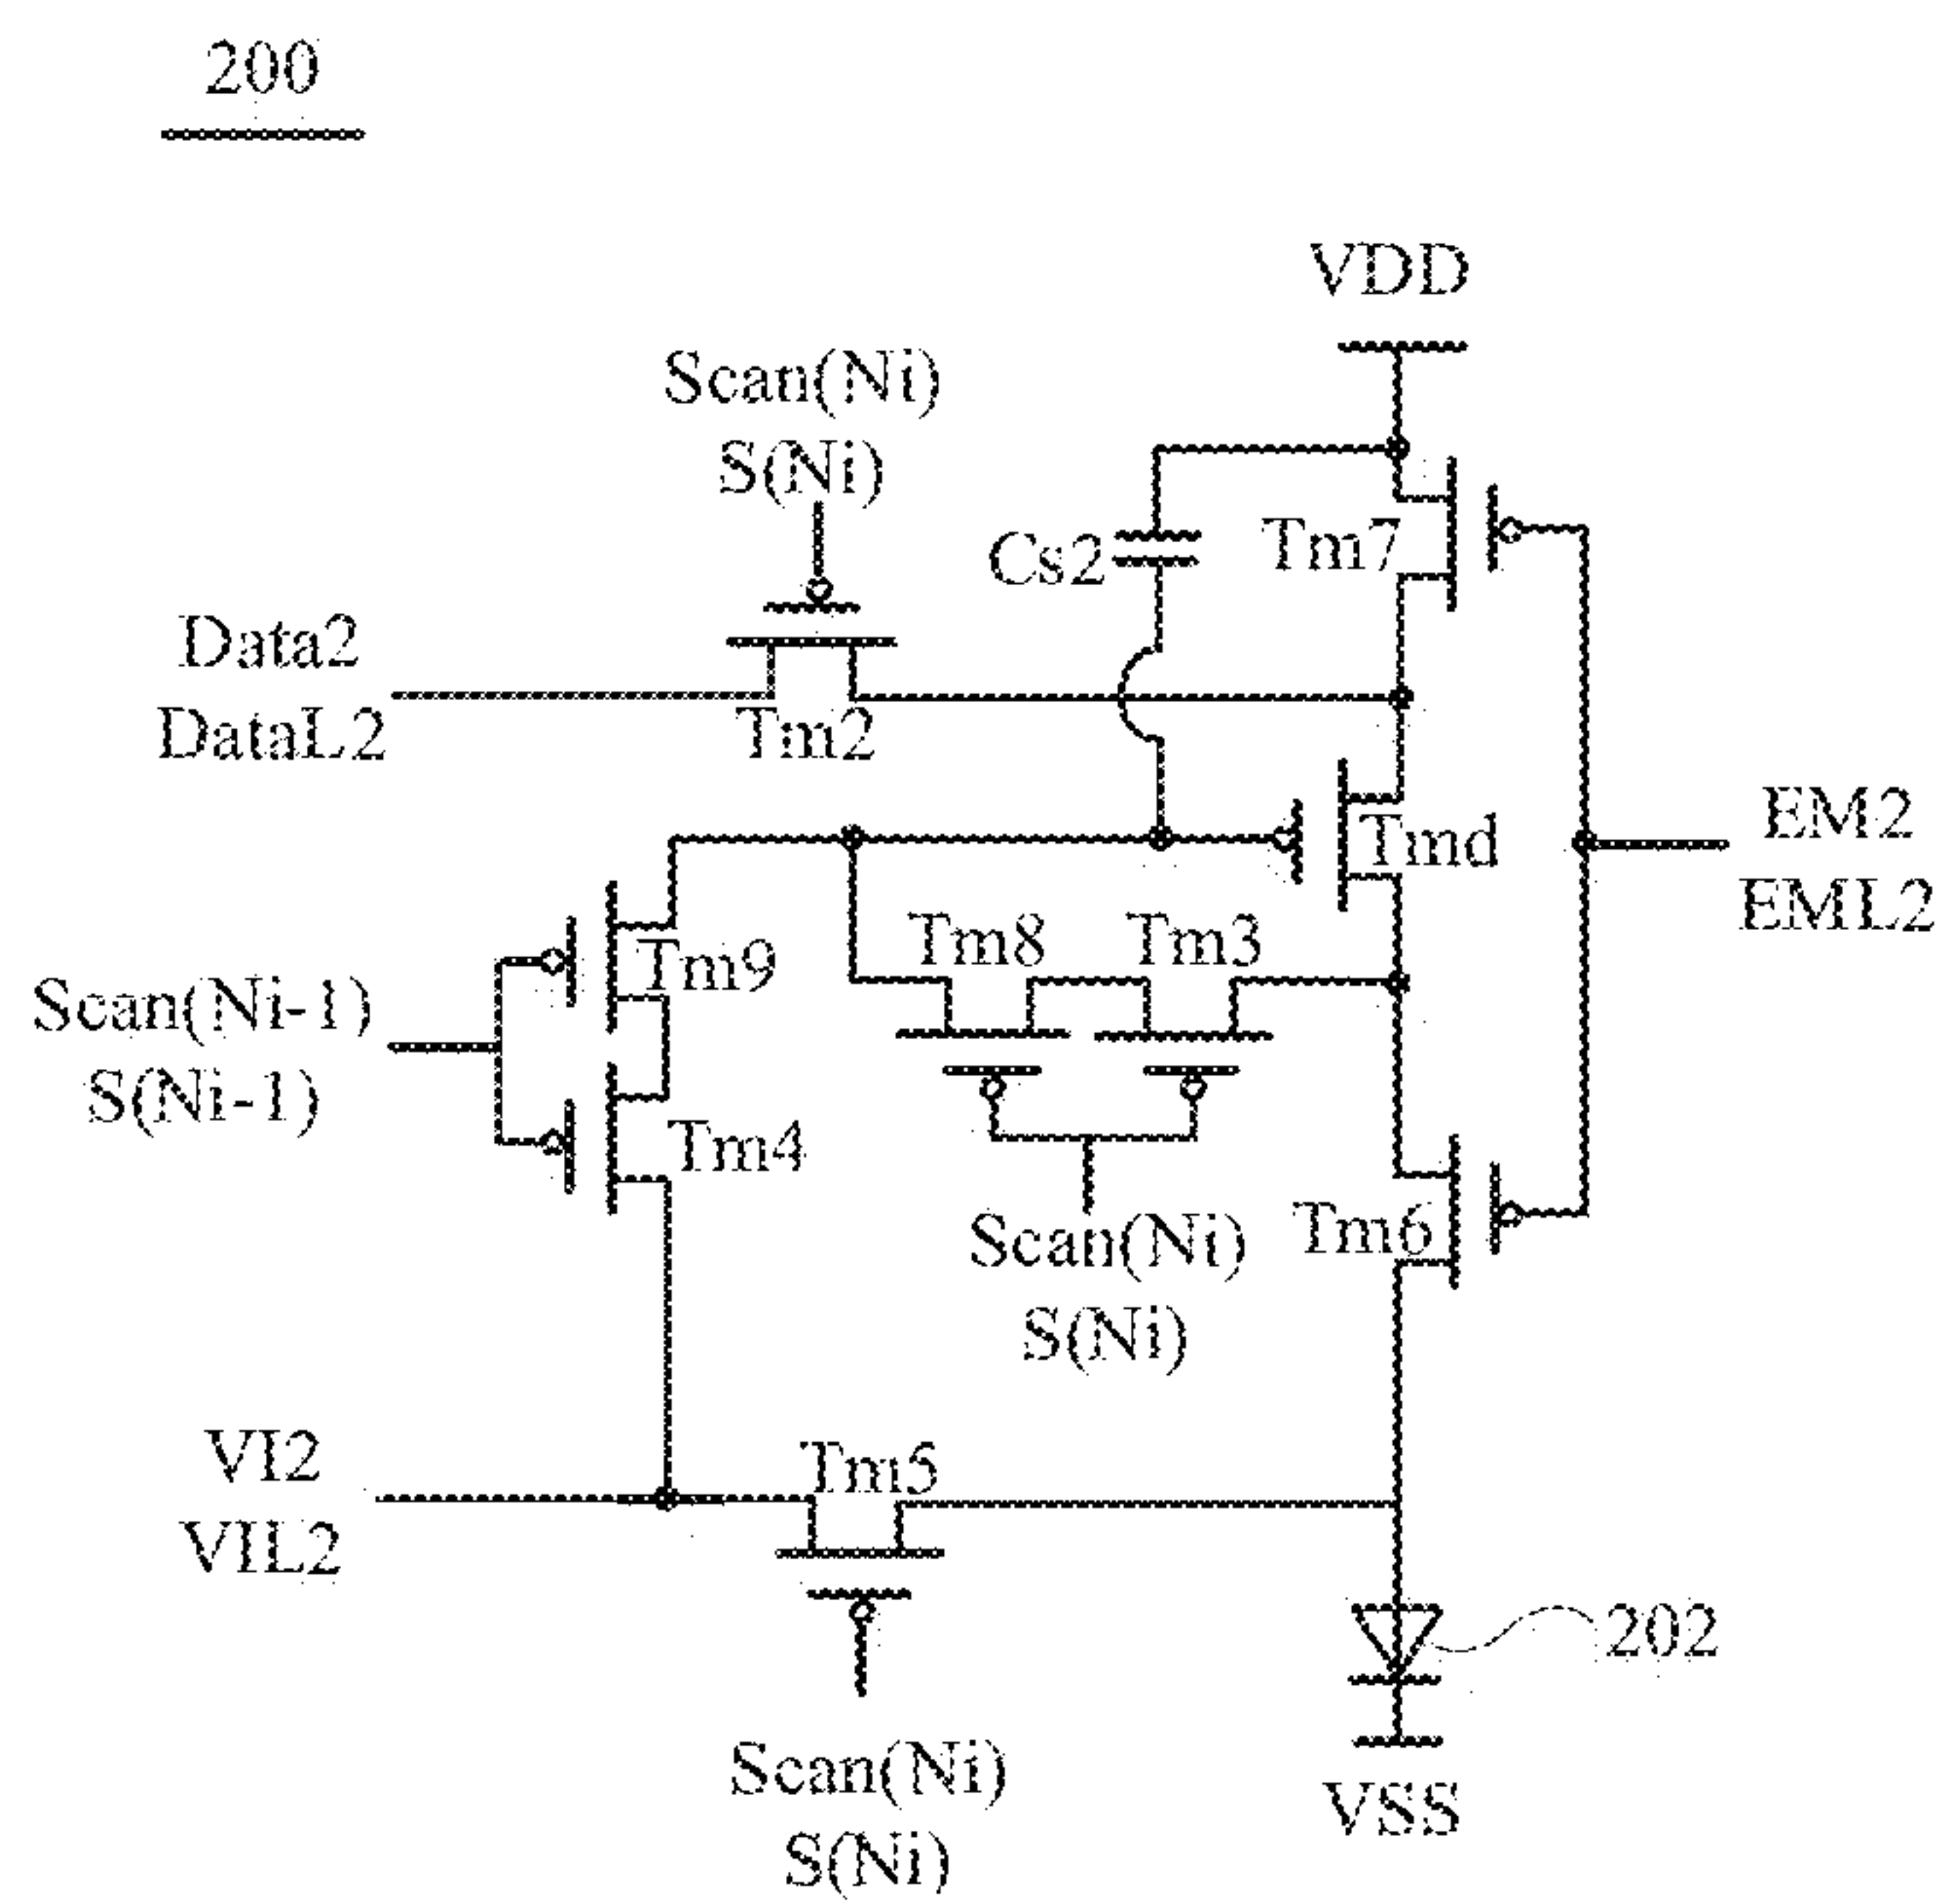 200
VDD
Scan(Ni)
S(Ni)
Cs2
Tm7
Data2
DataL2
Tm2
EM2
EML2
Tmd
Tm8
Tm3
Tm9
Scan(Ni-1)
S(Ni-1)
Tm4
Scan(Ni)
S(Ni)
Tm6
VI2
VIL2
Tm5
202
Scan(Ni)
S(Ni)
VSS